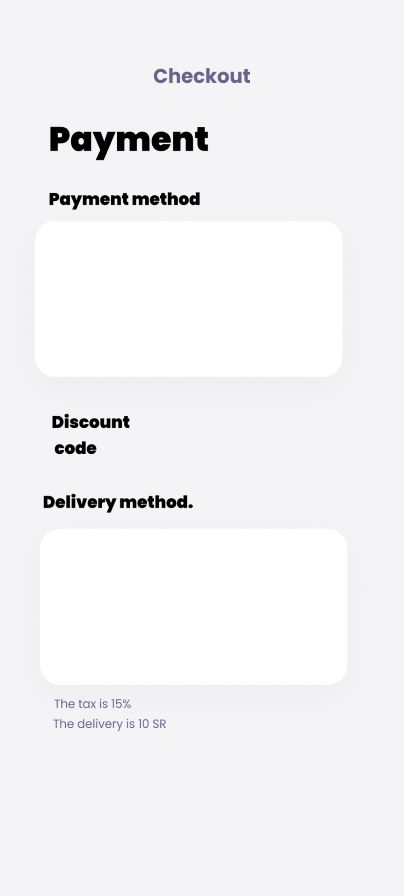 Checkout
Payment
Payment method
Discount
code
Delivery method.
The tax is 15%
The delivery is 10 SR